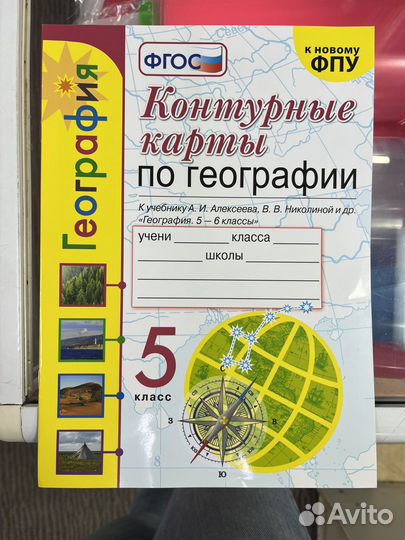 ФГОС
к новому
ФПУ
География
Контурные
карты
по географии
К учебнику А. И. Алексеева, В. В. Николиной и др.
«География. 5 – 6 классы»
учени класса
школы
5
класс
С
З
В
Ю
Avito